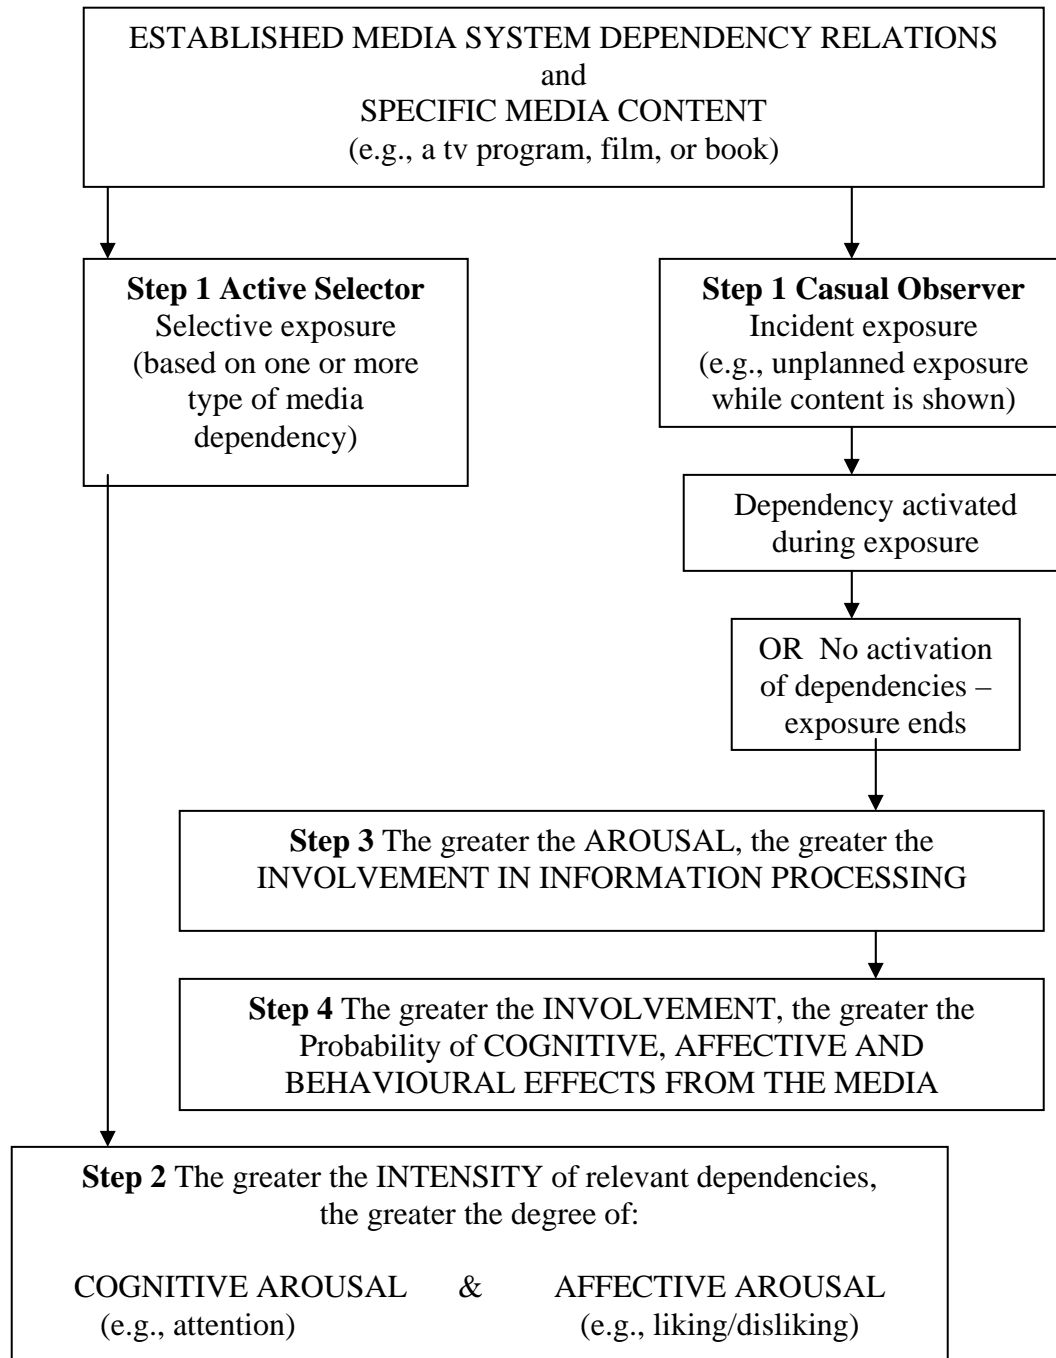 ESTABLISHED MEDIA SYSTEM DEPENDENCY RELATIONS
and
SPECIFIC MEDIA CONTENT
(e.g., a tv program, film, or book)
Step 1 Active Selector
Selective exposure
(based on one or more
type of media
dependency)
Step 1 Casual Observer
Incident exposure
(e.g., unplanned exposure
while content is shown)
Dependency activated
during exposure
OR No activation
of dependencies –
exposure ends
Step 3 The greater the AROUSAL, the greater the
INVOLVEMENT IN INFORMATION PROCESSING
Step 4 The greater the INVOLVEMENT, the greater the
Probability of COGNITIVE, AFFECTIVE AND
BEHAVIOURAL EFFECTS FROM THE MEDIA
Step 2 The greater the INTENSITY of relevant dependencies,
the greater the degree of:
COGNITIVE AROUSAL & AFFECTIVE AROUSAL
(e.g., attention) (e.g., liking/disliking)